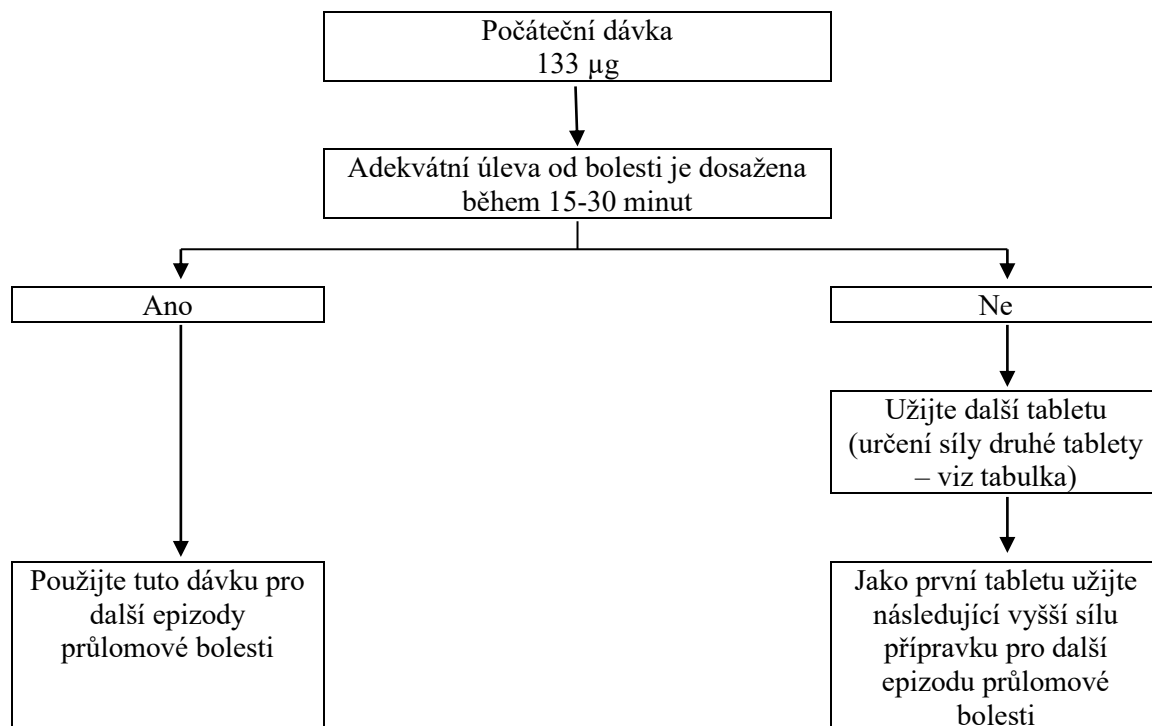 Počáteční dávka
133 µg
Adekvátní úleva od bolesti je dosažena
během 15-30 minut
Ano
Ne
Užijte další tabletu
(určení síly druhé tablety
– viz tabulka)
Použijte tuto dávku pro
další epizody
průlomové bolesti
Jako první tabletu užijte
následující vyšší sílu
přípravku pro další
epizodu průlomové
bolesti